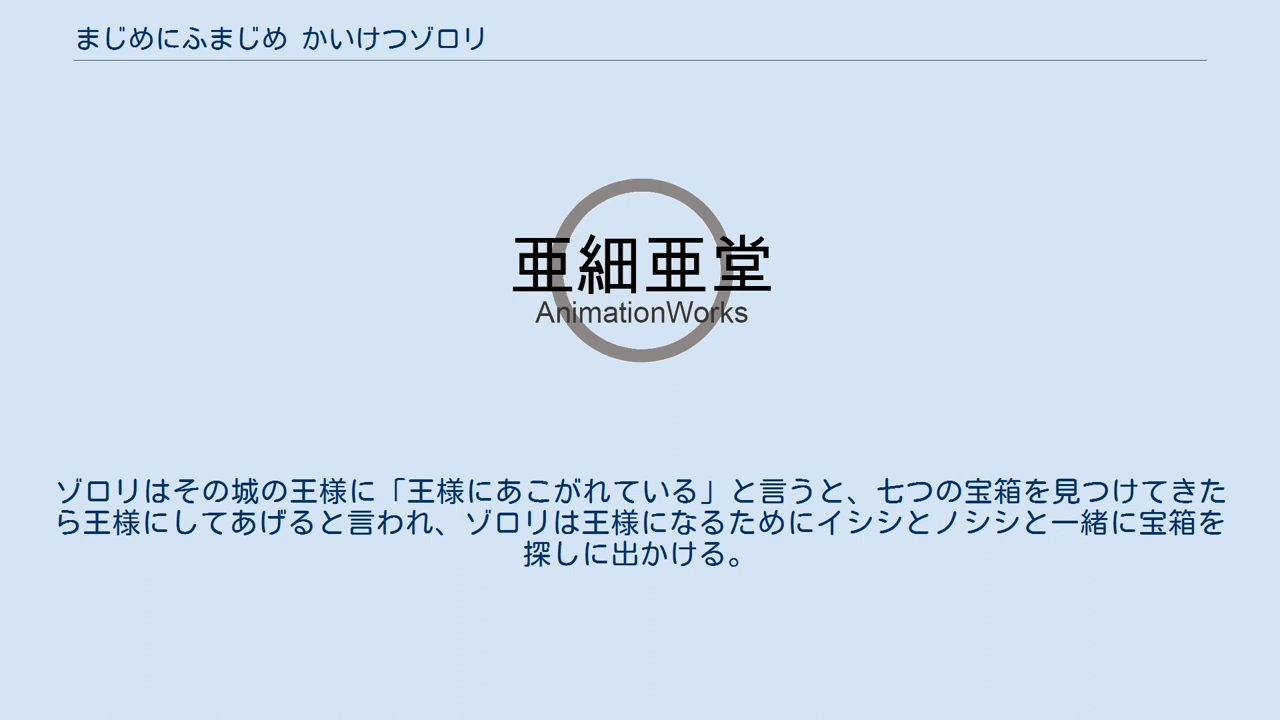 まじめにふまじめ かいけつゾロリ
亜細亜堂
AnimationWorks
ゾロリはその城の王様に「王様にあこがれている」と言うと、七つの宝箱を見つけてきた
ら王様にしてあげると言われ、ゾロリは王様になるためにイシシとノシシと一緒に宝箱を
探しに出かける。